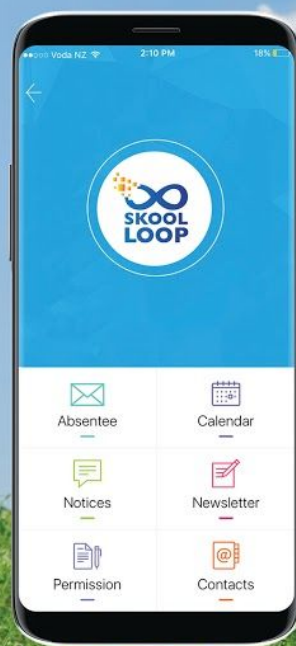 Voda NZ 2:10 PM 18%
SKOOL
LOOP
Absentee Calendar
Notices Newsletter
Permission Contacts